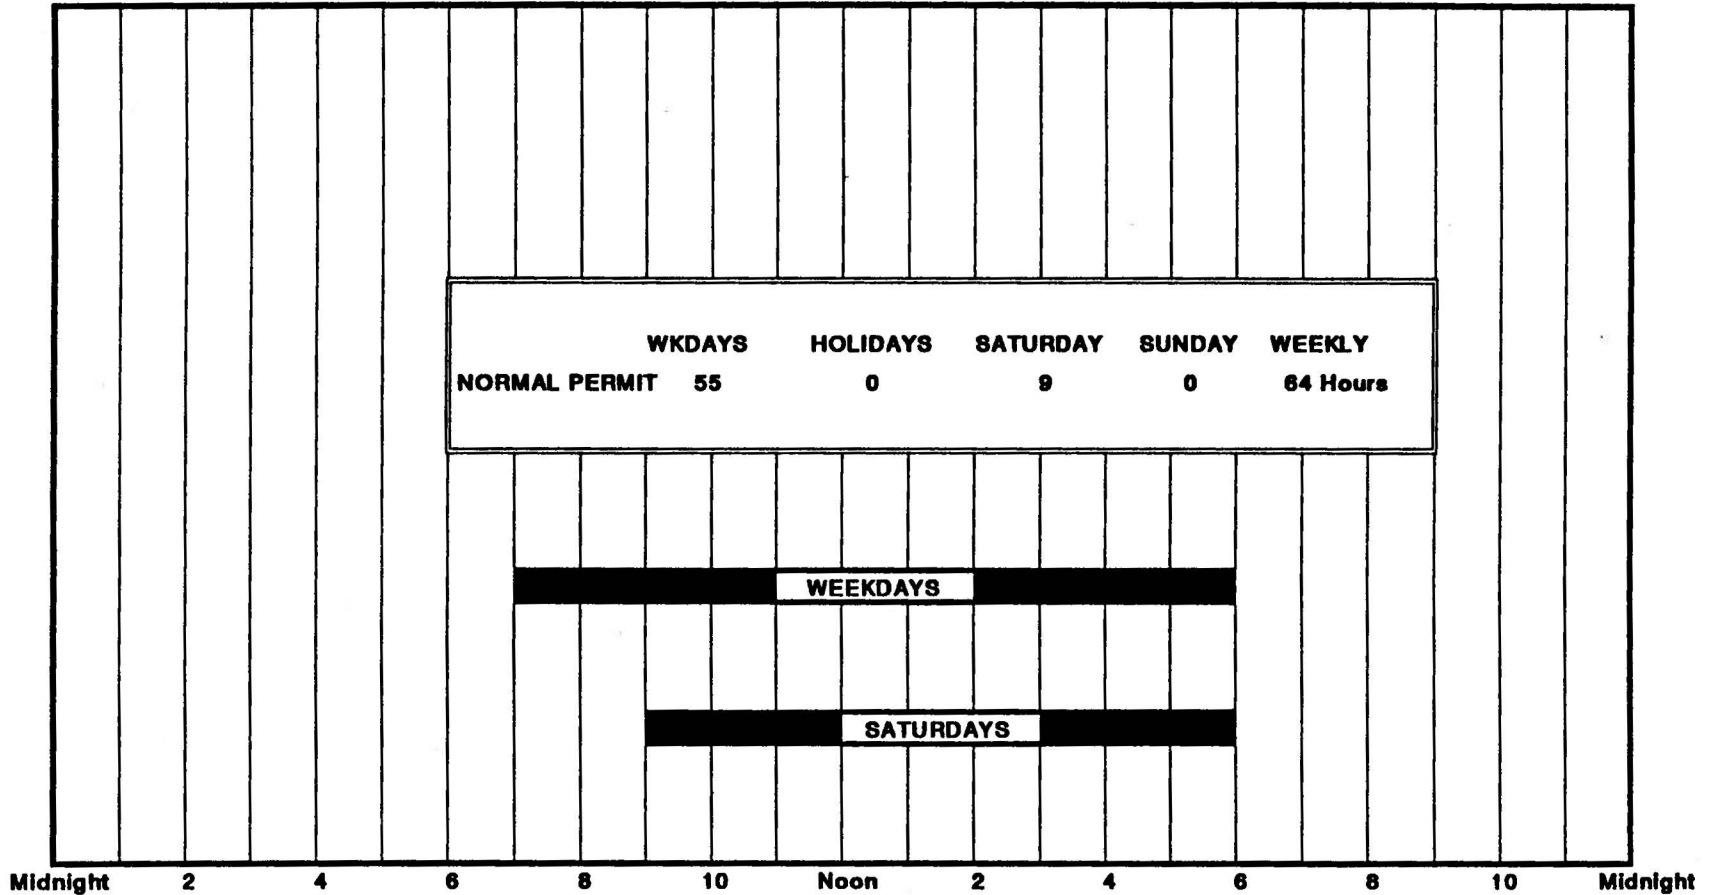 WKDAYS HOLIDAYS SATURDAY SUNDAY WEEKLY
NORMAL PERMIT 55 0 9 0 64 Hours
WEEKDAYS
SATURDAYS
Midnight 2 4 6 8 10 Noon 2 4 6 8 10 Midnight